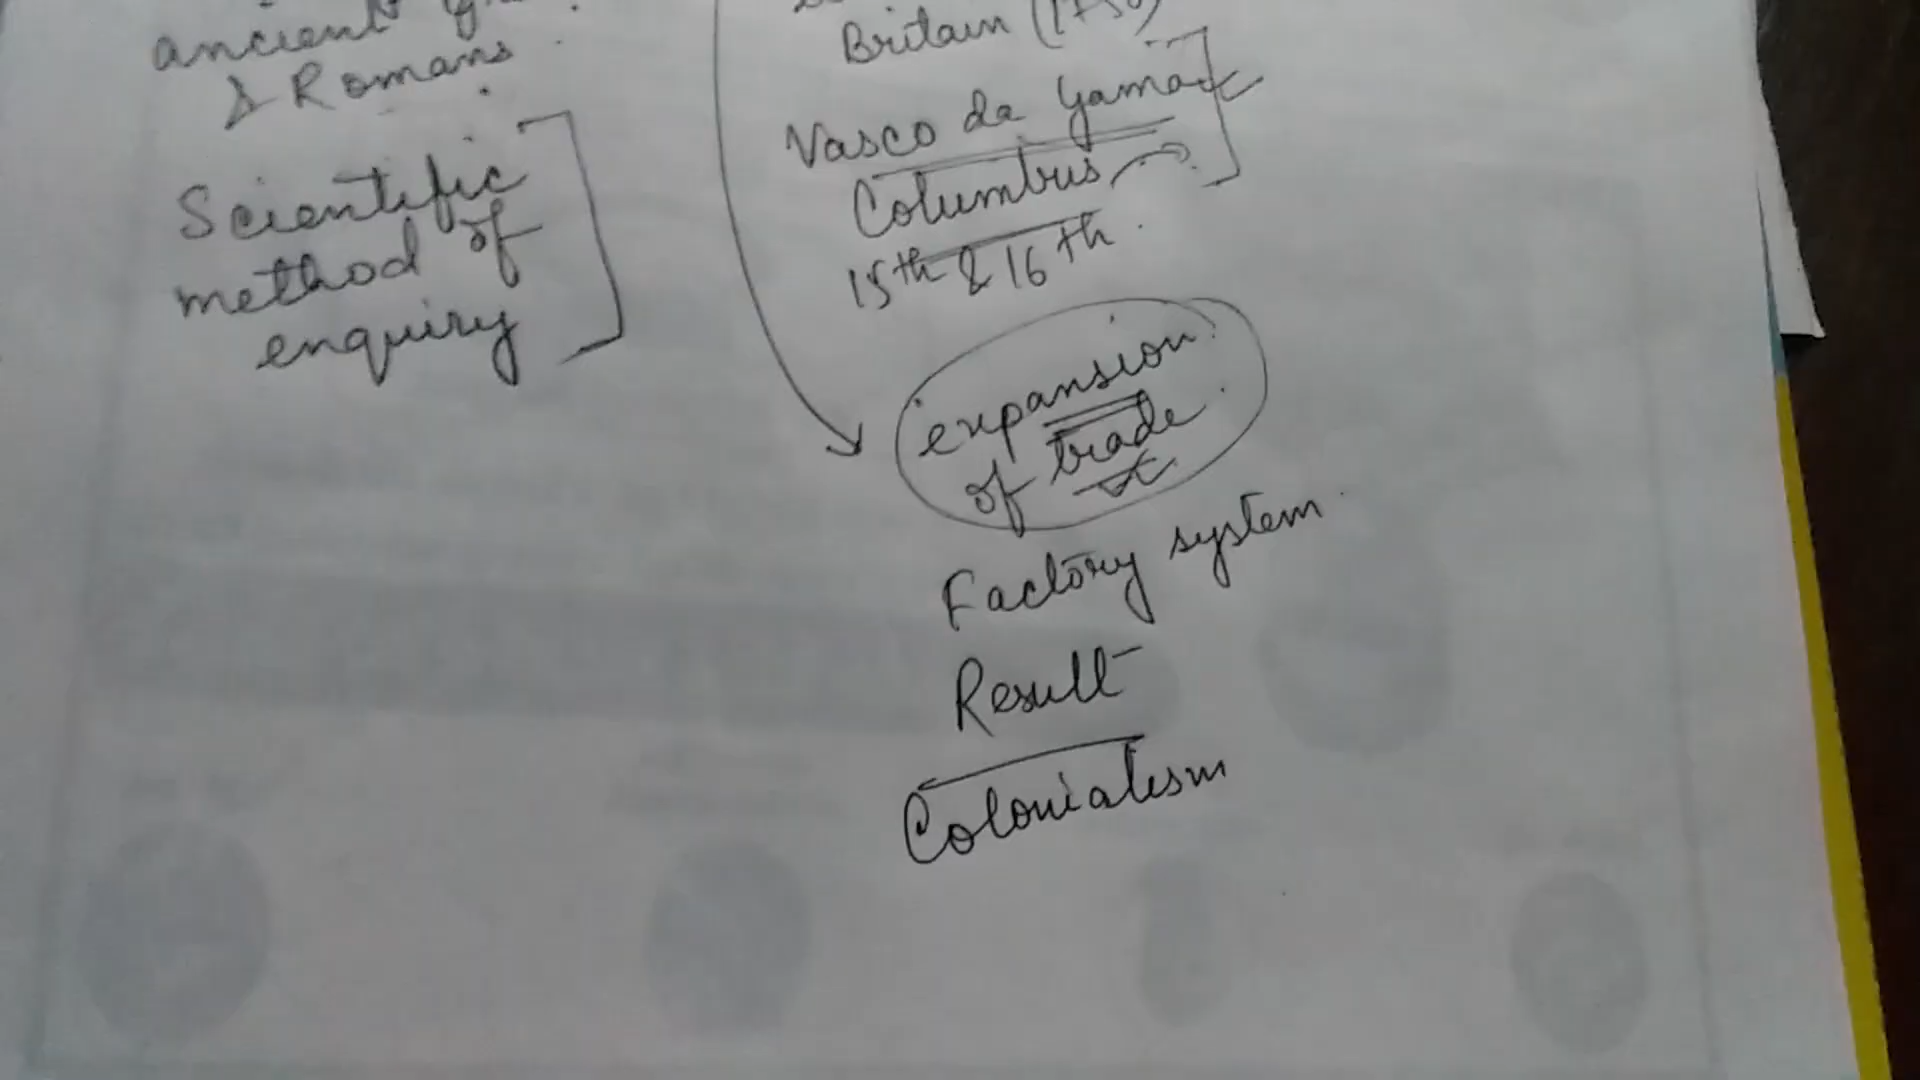 ancient
& Romans
Scientific
method of
enquiry
Britain (1750)
Vasco da Gama
Columbus
15th & 16th
expansion
of trade
Factory system
Result
Colonialism